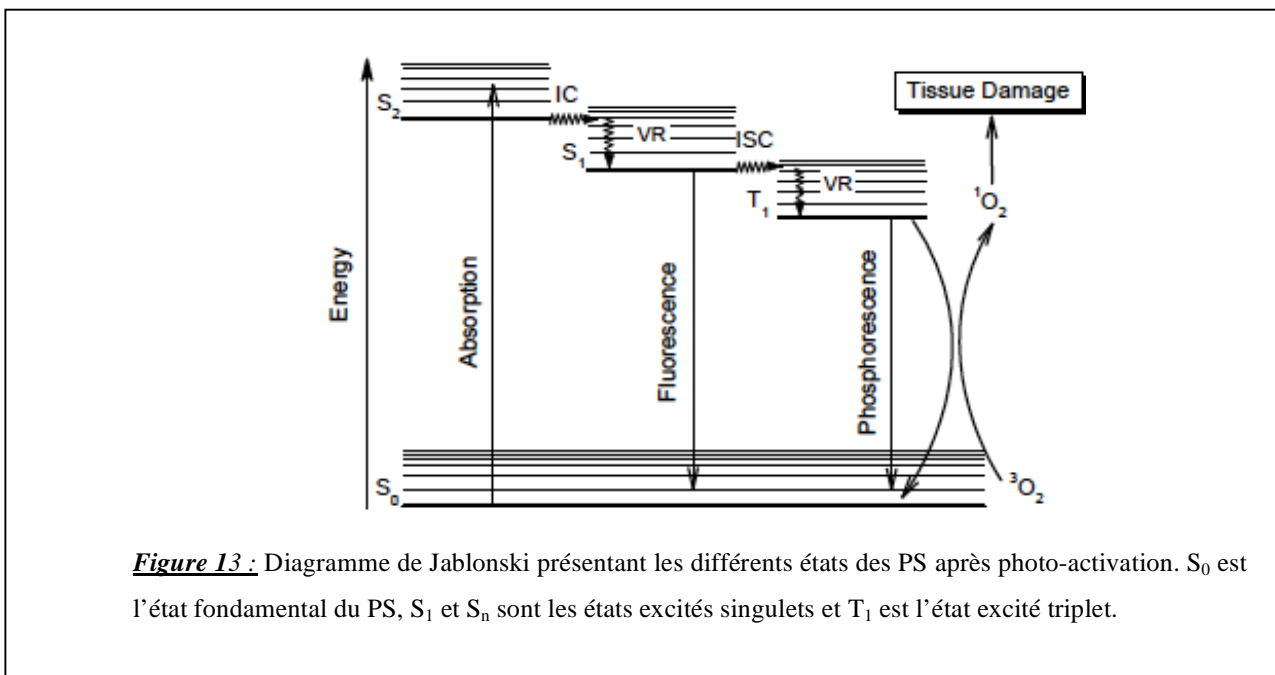 Tissue Damage
S₂
IC
VR
ISC
S₁
VR
T₁
¹O₂
Energy
Absorption
Fluorescence
Phosphorescence
S₀
³O₂
Figure 13 : Diagramme de Jablonski présentant les différents états des PS après photo-activation. S₀ est
l’état fondamental du PS, S₁ et Sₙ sont les états excités singulets et T₁ est l’état excité triplet.